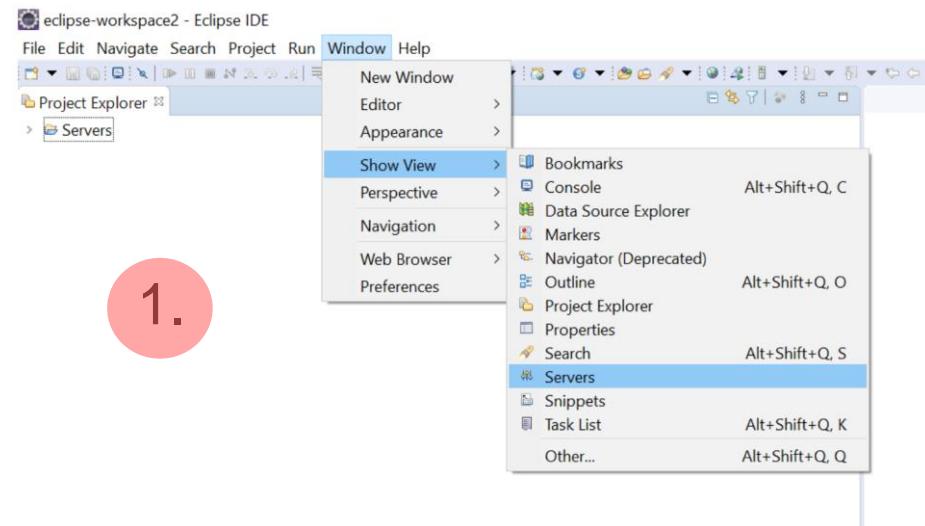 eclipse-workspace2 - Eclipse IDE
File Edit Navigate Search Project Run Window Help
Project Explorer
Servers
New Window
Editor
Appearance
Show View
Perspective
Navigation
Web Browser
Preferences
Bookmarks
Console Alt+Shift+Q, C
Data Source Explorer
Markers
Navigator (Deprecated)
Outline Alt+Shift+Q, O
Project Explorer
Properties
Search Alt+Shift+Q, S
Servers
Snippets
Task List Alt+Shift+Q, K
Other... Alt+Shift+Q, Q
1.